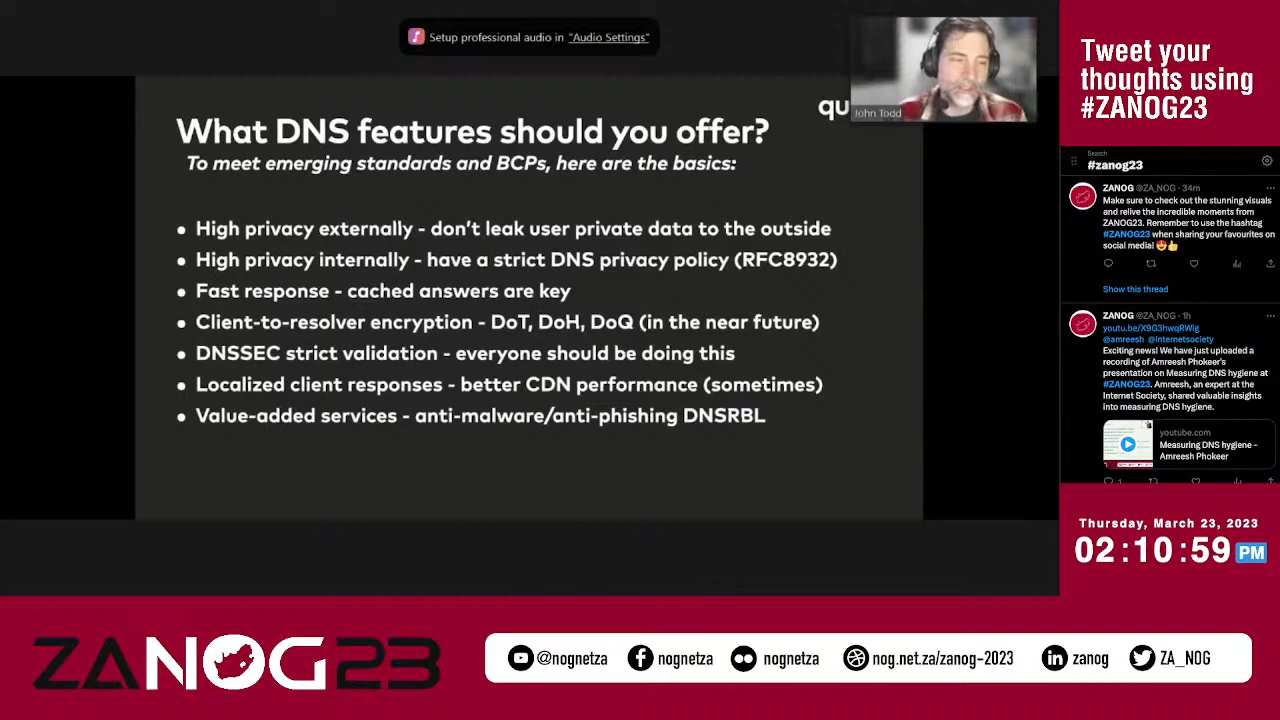 Setup professional audio in "Audio Settings"
John Todd
qu
What DNS features should you offer?
To meet emerging standards and BCPs, here are the basics:
• High privacy externally - don't leak user private data to the outside
• High privacy internally - have a strict DNS privacy policy (RFC8932)
• Fast response - cached answers are key
• Client-to-resolver encryption - DoT, DoH, DoQ (in the near future)
• DNSSEC strict validation - everyone should be doing this
• Localized client responses - better CDN performance (sometimes)
• Value-added services - anti-malware/anti-phishing DNSRBL
Tweet your
thoughts using
#ZANOG23
Search
#zanog23
ZANOG @ZA_NOG · 34m
Make sure to check out the stunning visuals
and relive the incredible moments from
ZANOG23. Remember to use the hashtag
#ZANOG23 when sharing your favourites on
social media! 😍👍
Show this thread
ZANOG @ZA_NOG · 1h
youtu.be/X9G3hwqRWig
@amreesh @internetsociety
Exciting news! We have just uploaded a
recording of Amreesh Phokeer's
presentation on Measuring DNS hygiene at
#ZANOG23. Amreesh, an expert at the
Internet Society, shared valuable insights
into measuring DNS hygiene.
youtube.com
Measuring DNS hygiene -
Amreesh Phokeer
1
Thursday, March 23, 2023
02:10:59 PM
ZANOG23
@nognetza
nognetza
nognetza
nog.net.za/zanog-2023
zanog
ZA_NOG